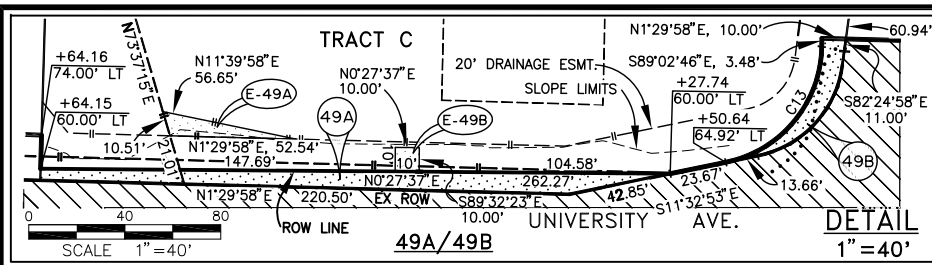 N1°29'58"E, 10.00'
60.94'
TRACT C
S89°02'46"E, 3.48'
+64.16
74.00' LT
N73°37'15"E
N11°39'58"E
56.65'
E-49A
N0°27'37"E
10.00'
20' DRAINAGE ESMT.
SLOPE LIMITS
C13
S82°24'58"E
11.00'
+64.15
60.00' LT
49A
E-49B
+27.74
60.00' LT
+50.64
64.92' LT
49B
10.51'
21.01'
N1°29'58"E, 52.54'
147.69'
10'
104.58'
N0°27'37"E
262.27'
23.67'
13.66'
N1°29'58"E
220.50'
EX ROW
S89°32'23"E
10.00'
42.85'
S11°32'53"E
0 40 80
ROW LINE
UNIVERSITY AVE.
DETAIL
SCALE 1"=40'
49A/49B
1"=40'